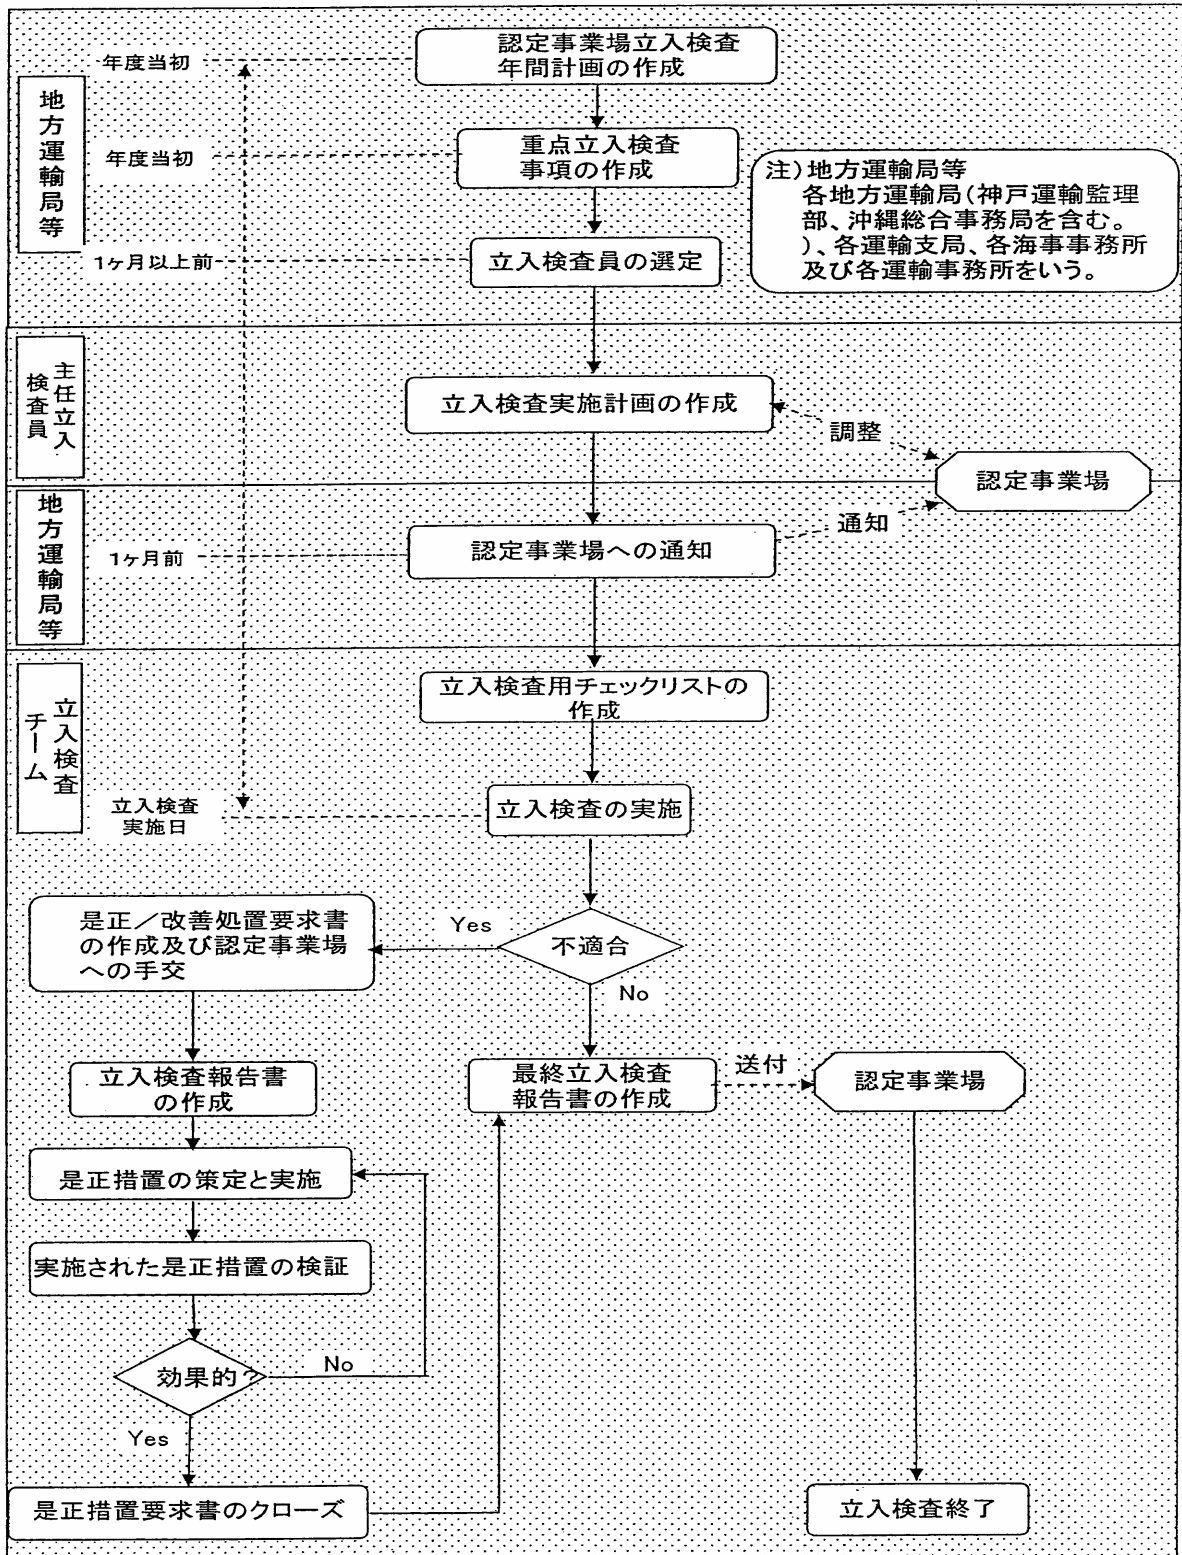 認定事業場立入検査
年間計画の作成
年度当初
地方運輸局等
重点立入検査
事項の作成
年度当初
注)地方運輸局等
各地方運輸局(神戸運輸監理
部、沖縄総合事務局を含む。
)、各運輸支局、各海事事務所
及び各運輸事務所をいう。
立入検査員の選定
1ヶ月以上前
主任立入
検査員
立入検査実施計画の作成
調整
認定事業場
地方運輸局等
通知
認定事業場への通知
1ヶ月前
立入検査
チーム
立入検査用チェックリストの
作成
立入検査の実施
立入検査
実施日
不適合
Yes
No
是正/改善処置要求書
の作成及び認定事業場
への手交
立入検査報告書
の作成
最終立入検査
報告書の作成
送付
認定事業場
是正措置の策定と実施
実施された是正措置の検証
効果的?
No
Yes
是正措置要求書のクローズ
立入検査終了